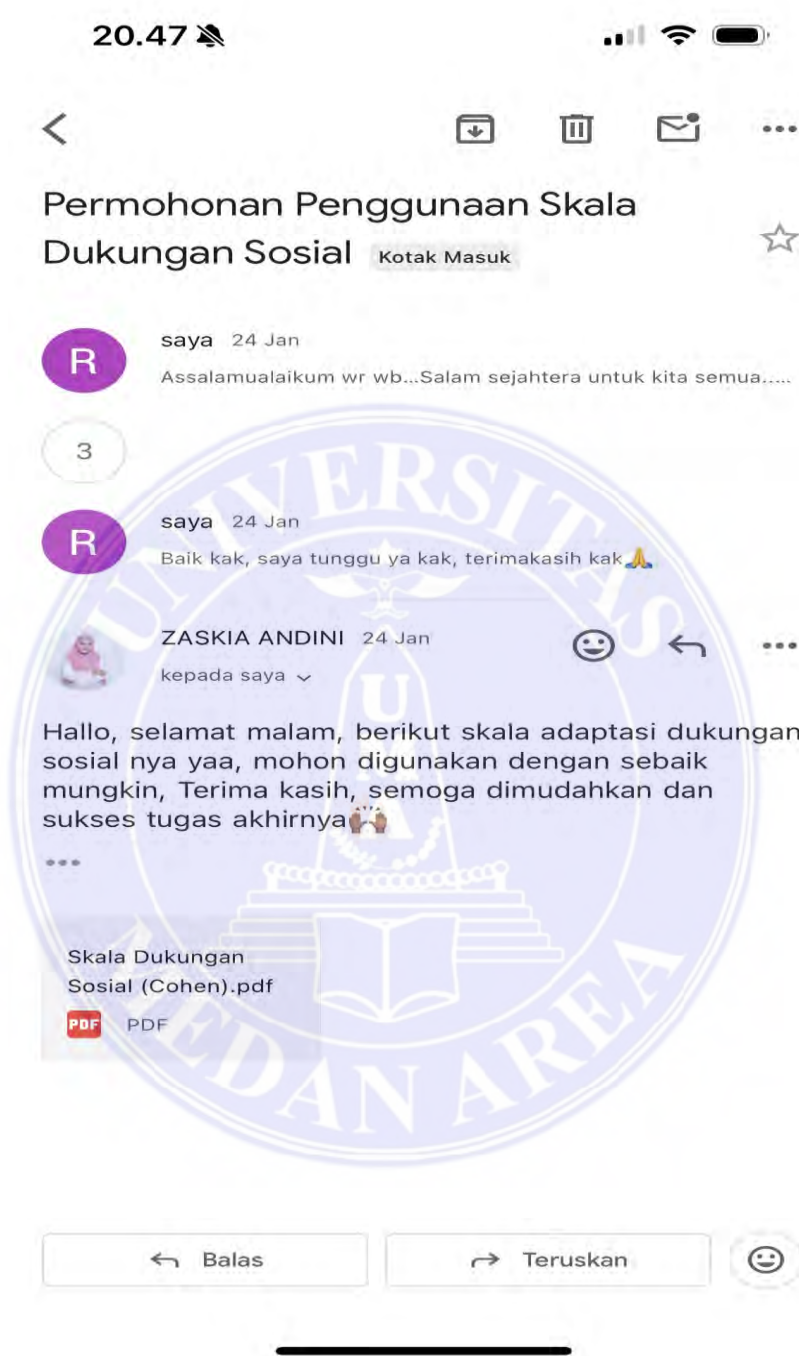 20.47
Permohonan Penggunaan Skala
Dukungan Sosial Kotak Masuk
R
saya 24 Jan
Assalamualaikum wr wb...Salam sejahtera untuk kita semua.....
3
R
saya 24 Jan
Baik kak, saya tunggu ya kak, terimakasih kak🙏
ZASKIA ANDINI 24 Jan
kepada saya
Hallo, selamat malam, berikut skala adaptasi dukungan
sosial nya yaa, mohon digunakan dengan sebaik
mungkin, Terima kasih, semoga dimudahkan dan
sukses tugas akhirnya🙌🏾
Skala Dukungan
Sosial (Cohen).pdf
PDF PDF
UNIVERSITAS
UMA
MEDAN AREA
Balas
Teruskan